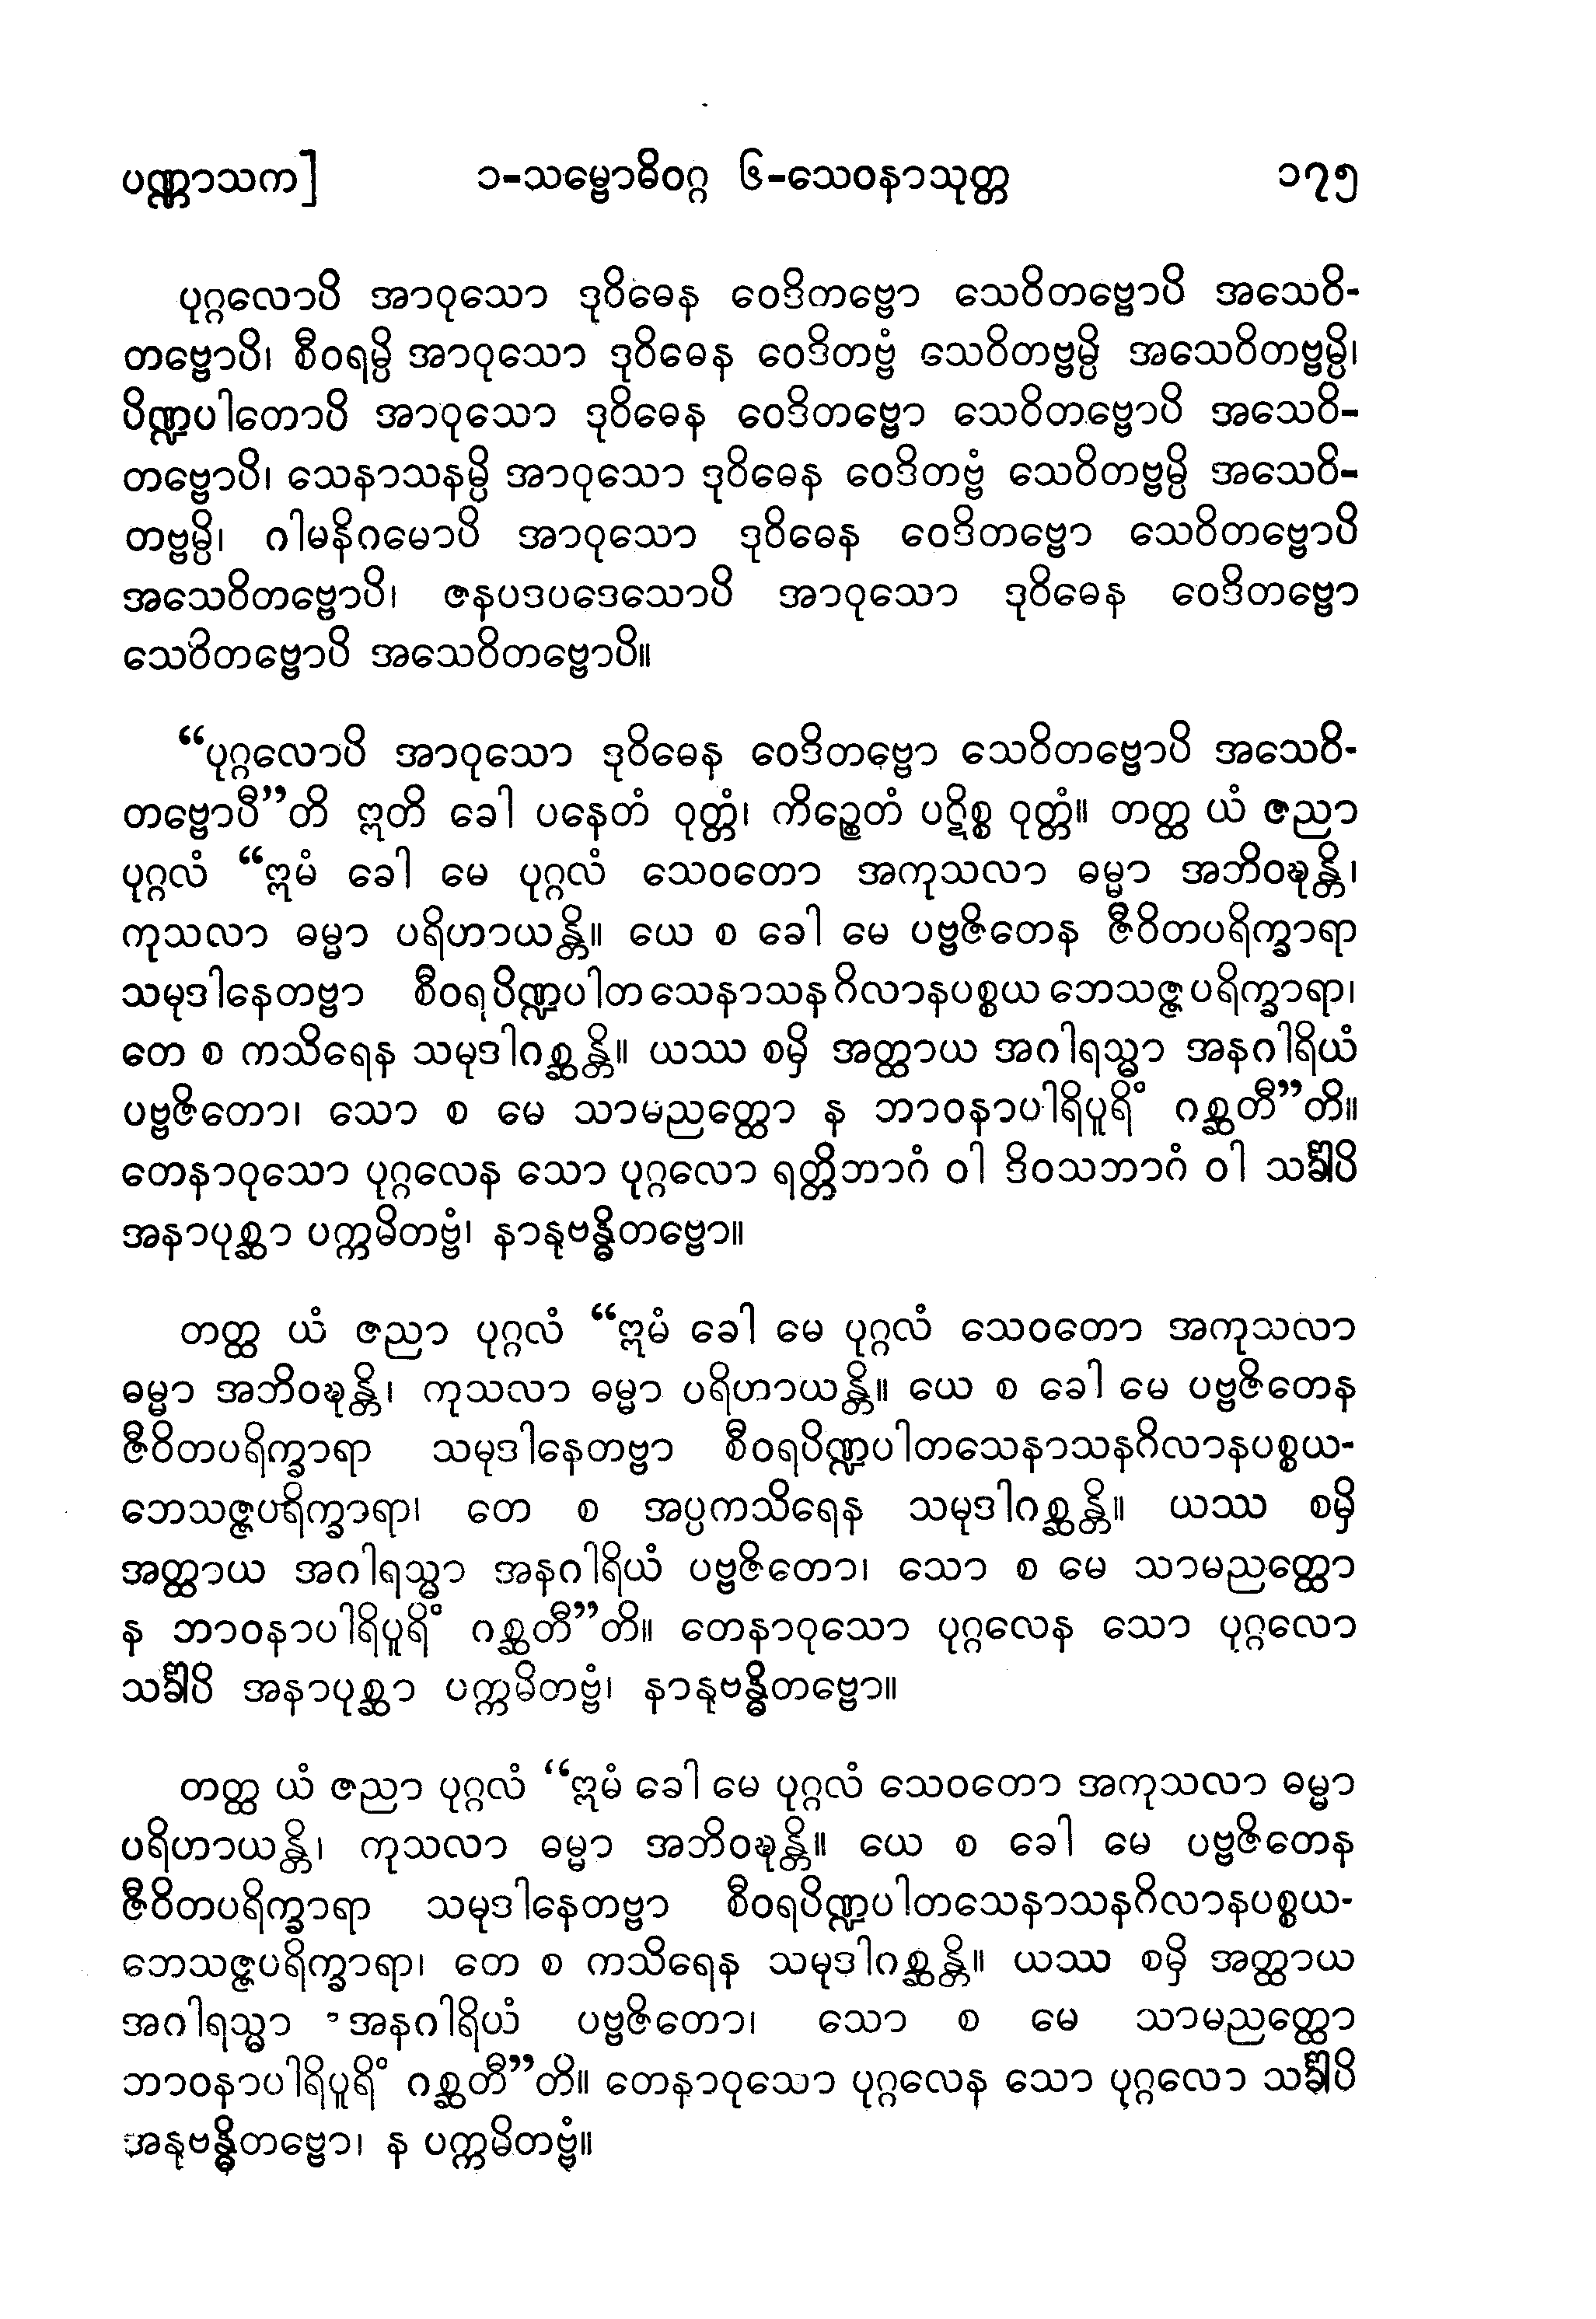 ပဏ္ဏာသက] ၁-သမ္ဗောဓိဝဂ္ဂ ၆-သေဝနာသုတ္တ ၁၇၅
ပုဂ္ဂလောပိ အာဝုသော ဒုဝိဓေန ဝေဒိတဗ္ဗော သေဝိတဗ္ဗောပိ အသေဝိ-
တဗ္ဗောပိ၊ စီဝရမ္ပိ အာဝုသော ဒုဝိဓေန ဝေဒိတဗ္ဗံ သေဝိတဗ္ဗမ္ပိ အသေဝိတဗ္ဗမ္ပိ၊
ပိဏ္ဍပါတောပိ အာဝုသော ဒုဝိဓေန ဝေဒိတဗ္ဗော သေဝိတဗ္ဗောပိ အသေဝိ-
တဗ္ဗောပိ၊ သေနာသနမ္ပိ အာဝုသော ဒုဝိဓေန ဝေဒိတဗ္ဗံ သေဝိတဗ္ဗမ္ပိ အသေဝိ-
တဗ္ဗမ္ပိ၊ ဂါမနိဂမောပိ အာဝုသော ဒုဝိဓေန ဝေဒိတဗ္ဗော သေဝိတဗ္ဗောပိ
အသေဝိတဗ္ဗောပိ၊ ဇနပဒပဒေသောပိ အာဝုသော ဒုဝိဓေန ဝေဒိတဗ္ဗော
သေဝိတဗ္ဗောပိ အသေဝိတဗ္ဗောပိ။
“ပုဂ္ဂလောပိ အာဝုသော ဒုဝိဓေန ဝေဒိတဗ္ဗော သေဝိတဗ္ဗောပိ အသေဝိ-
တဗ္ဗောပီ”တိ ဣတိ ခေါ ပနေတံ ဝုတ္တံ၊ ကိဉ္စေတံ ပဋိစ္စ ဝုတ္တံ။ တတ္ထ ယံ ဇညာ
ပုဂ္ဂလံ “ဣမံ ခေါ မေ ပုဂ္ဂလံ သေဝတော အကုသလာ ဓမ္မာ အဘိဝဍ္ဎန္တိ၊
ကုသလာ ဓမ္မာ ပရိဟာယန္တိ။ ယေ စ ခေါ မေ ပဗ္ဗဇိတေန ဇီဝိတပရိက္ခာရာ
သမုဒါနေတဗ္ဗာ စီဝရပိဏ္ဍပါတသေနာသနဂိလာနပစ္စယဘေသဇ္ဇပရိက္ခာရာ၊
တေ စ ကသိရေန သမုဒါဂစ္ဆန္တိ။ ယဿ စမှိ အတ္ထာယ အဂါရသ္မာ အနဂါရိယံ
ပဗ္ဗဇိတော၊ သော စ မေ သာမညတ္ထော န ဘာဝနာပါရိပူရိံ ဂစ္ဆတီ”တိ။
တေနာဝုသော ပုဂ္ဂလေန သော ပုဂ္ဂလော ရတ္တိဘာဂံ ဝါ ဒိဝသဘာဂံ ဝါ သင်္ခါပိ
အနာပုစ္ဆာ ပက္ကမိတဗ္ဗံ၊ နာနုဗန္ဓိတဗ္ဗော။
တတ္ထ ယံ ဇညာ ပုဂ္ဂလံ “ဣမံ ခေါ မေ ပုဂ္ဂလံ သေဝတော အကုသလာ
ဓမ္မာ အဘိဝဍ္ဎန္တိ၊ ကုသလာ ဓမ္မာ ပရိဟာယန္တိ။ ယေ စ ခေါ မေ ပဗ္ဗဇိတေန
ဇီဝိတပရိက္ခာရာ သမုဒါနေတဗ္ဗာ စီဝရပိဏ္ဍပါတသေနာသနဂိလာနပစ္စယ-
ဘေသဇ္ဇပရိက္ခာရာ၊ တေ စ အပ္ပကသိရေန သမုဒါဂစ္ဆန္တိ။ ယဿ စမှိ
အတ္ထာယ အဂါရသ္မာ အနဂါရိယံ ပဗ္ဗဇိတော၊ သော စ မေ သာမညတ္ထော
န ဘာဝနာပါရိပူရိံ ဂစ္ဆတီ”တိ။ တေနာဝုသော ပုဂ္ဂလေန သော ပုဂ္ဂလော
သင်္ခါပိ အနာပုစ္ဆာ ပက္ကမိတဗ္ဗံ၊ နာနုဗန္ဓိတဗ္ဗော။
တတ္ထ ယံ ဇညာ ပုဂ္ဂလံ “ဣမံ ခေါ မေ ပုဂ္ဂလံ သေဝတော အကုသလာ ဓမ္မာ
ပရိဟာယန္တိ၊ ကုသလာ ဓမ္မာ အဘိဝဍ္ဎန္တိ။ ယေ စ ခေါ မေ ပဗ္ဗဇိတေန
ဇီဝိတပရိက္ခာရာ သမုဒါနေတဗ္ဗာ စီဝရပိဏ္ဍပါတသေနာသနဂိလာနပစ္စယ-
ဘေသဇ္ဇပရိက္ခာရာ၊ တေ စ ကသိရေန သမုဒါဂစ္ဆန္တိ။ ယဿ စမှိ အတ္ထာယ
အဂါရသ္မာ အနဂါရိယံ ပဗ္ဗဇိတော၊ သော စ မေ သာမညတ္ထော
ဘာဝနာပါရိပူရိံ ဂစ္ဆတီ”တိ။ တေနာဝုသော ပုဂ္ဂလေန သော ပုဂ္ဂလော သင်္ခါပိ
အနုဗန္ဓိတဗ္ဗော၊ န ပက္ကမိတဗ္ဗံ။